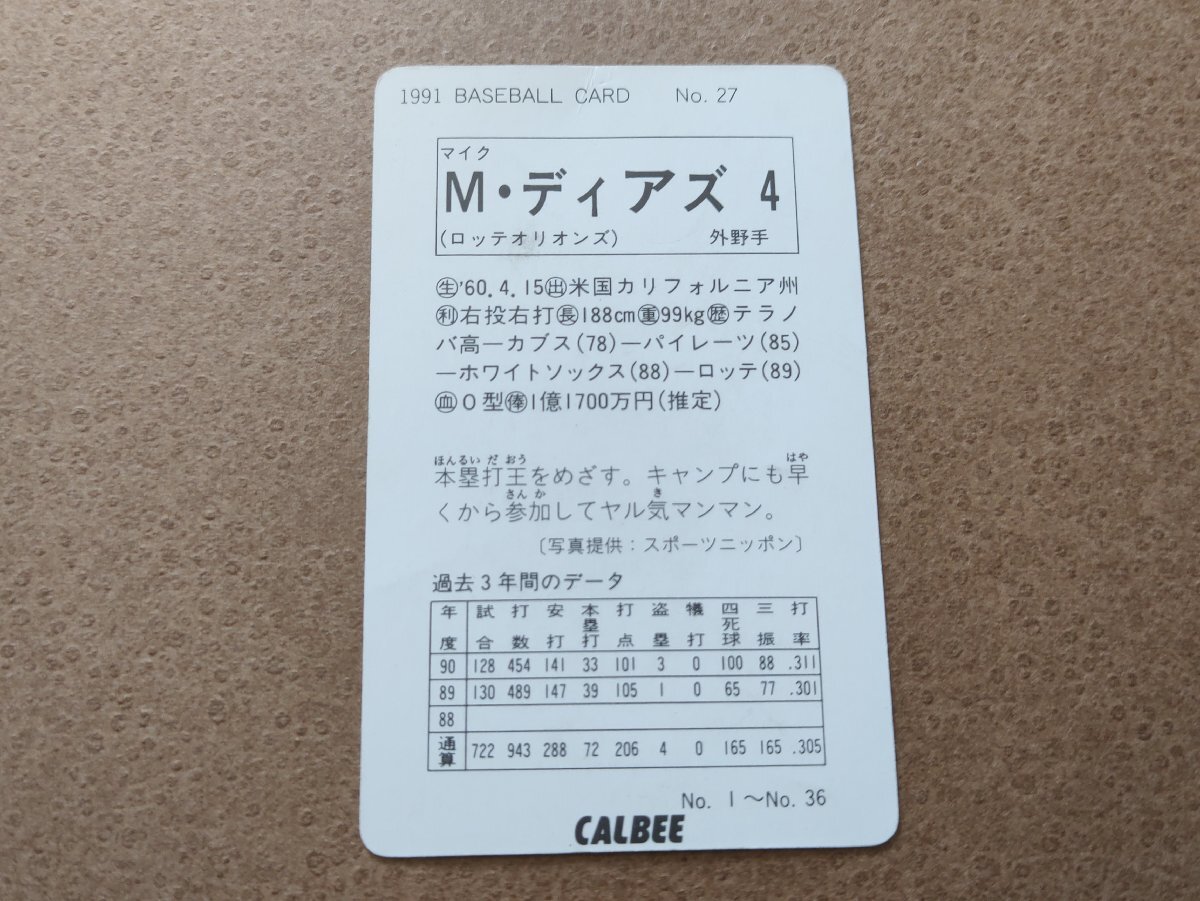 1991 BASEBALL CARD No. 27
マイク
M・ディアズ 4
(ロッテオリオンズ) 外野手
㊤'60.4.15㊦米国カリフォルニア州
利右投右打長188cm重99kg歴テラノ
バ高―カブス(78)―パイレーツ(85)
―ホワイトソックス(88)―ロッテ(89)
血O型俸1億1700万円(推定)
ほんるい だ おう はや
本塁打王をめざす。キャンプにも早
さん か き
くから参加してヤル気マンマン。
〔写真提供:スポーツニッポン〕
過去3年間のデータ
年度 試合 打数 安打 本塁打 打点 盗塁 犠打 四死球 三振 打率
90 128 454 141 33 101 3 0 100 88 .311
89 130 489 147 39 105 1 0 65 77 .301
88
通算 722 943 288 72 206 4 0 165 165 .305
No. 1～No. 36
CALBEE